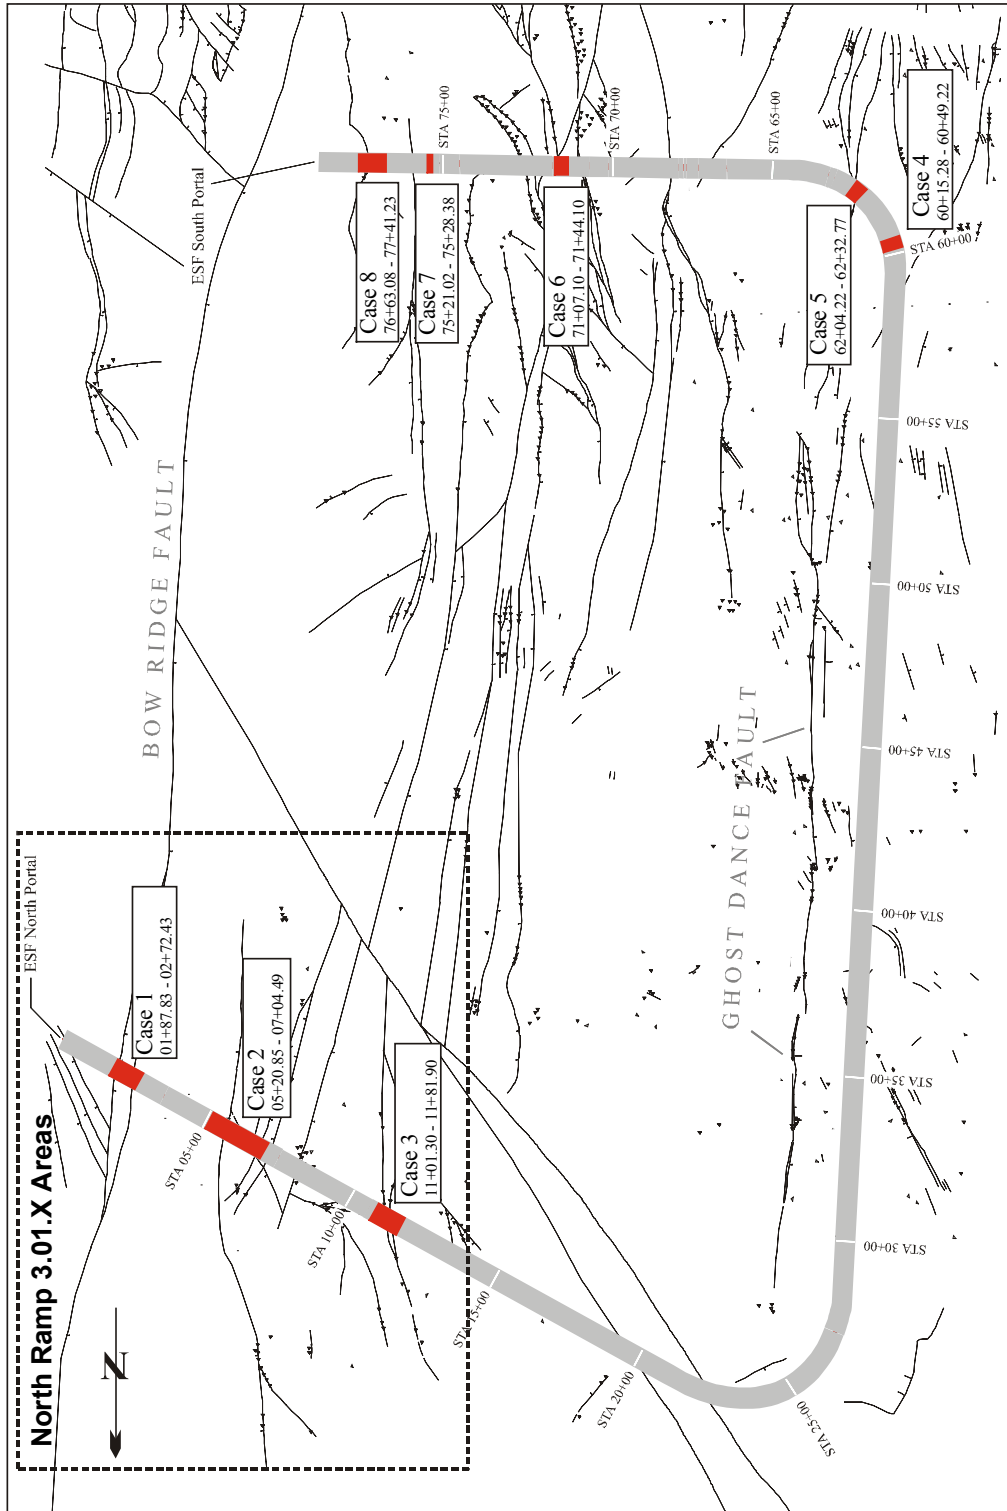 ESF South Portal
STA 75+00
STA 70+00
STA 65+00
Case 8
76+63.08 - 77+41.23
Case 7
75+21.02 - 75+28.38
Case 6
71+07.10 - 71+44.10
Case 5
62+04.22 - 62+32.77
Case 4
60+15.28 - 60+49.22
STA 60+00
STA 55+00
STA 50+00
STA 45+00
STA 40+00
STA 35+00
STA 30+00
STA 25+00
STA 20+00
STA 15+00
STA 10+00
STA 05+00
BOW RIDGE FAULT
GHOST DANCE FAULT
ESF North Portal
Case 1
01+87.83 - 02+72.43
Case 2
05+20.85 - 07+04.49
Case 3
11+01.30 - 11+81.90
North Ramp 3.01.X Areas
N